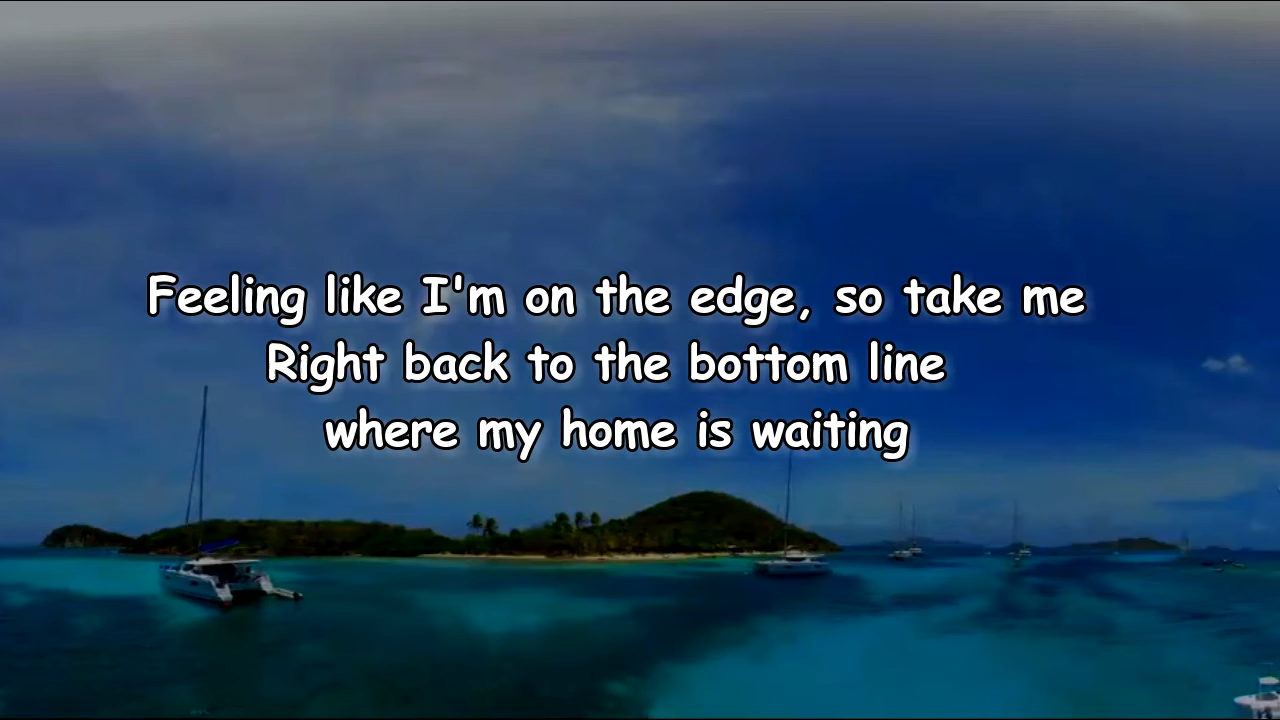 Feeling like I'm on the edge, so take me
Right back to the bottom line
where my home is waiting